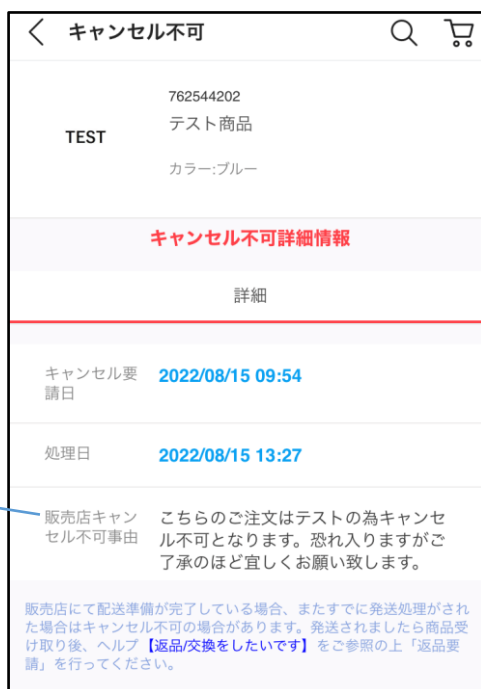 キャンセル不可
762544202
テスト商品
TEST
カラー:ブルー
キャンセル不可詳細情報
詳細
キャンセル要
請日
2022/08/15 09:54
処理日
2022/08/15 13:27
販売店キャン
セル不可事由
こちらのご注文はテストの為キャンセ
ル不可となります。恐れ入りますがご
了承のほど宜しくお願い致します。
販売店にて配送準備が完了している場合、またすでに発送処理がされ
た場合はキャンセル不可の場合があります。発送されましたら商品受
け取り後、ヘルプ【返品/交換をしたいです】をご参照の上「返品要
請」を行ってください。